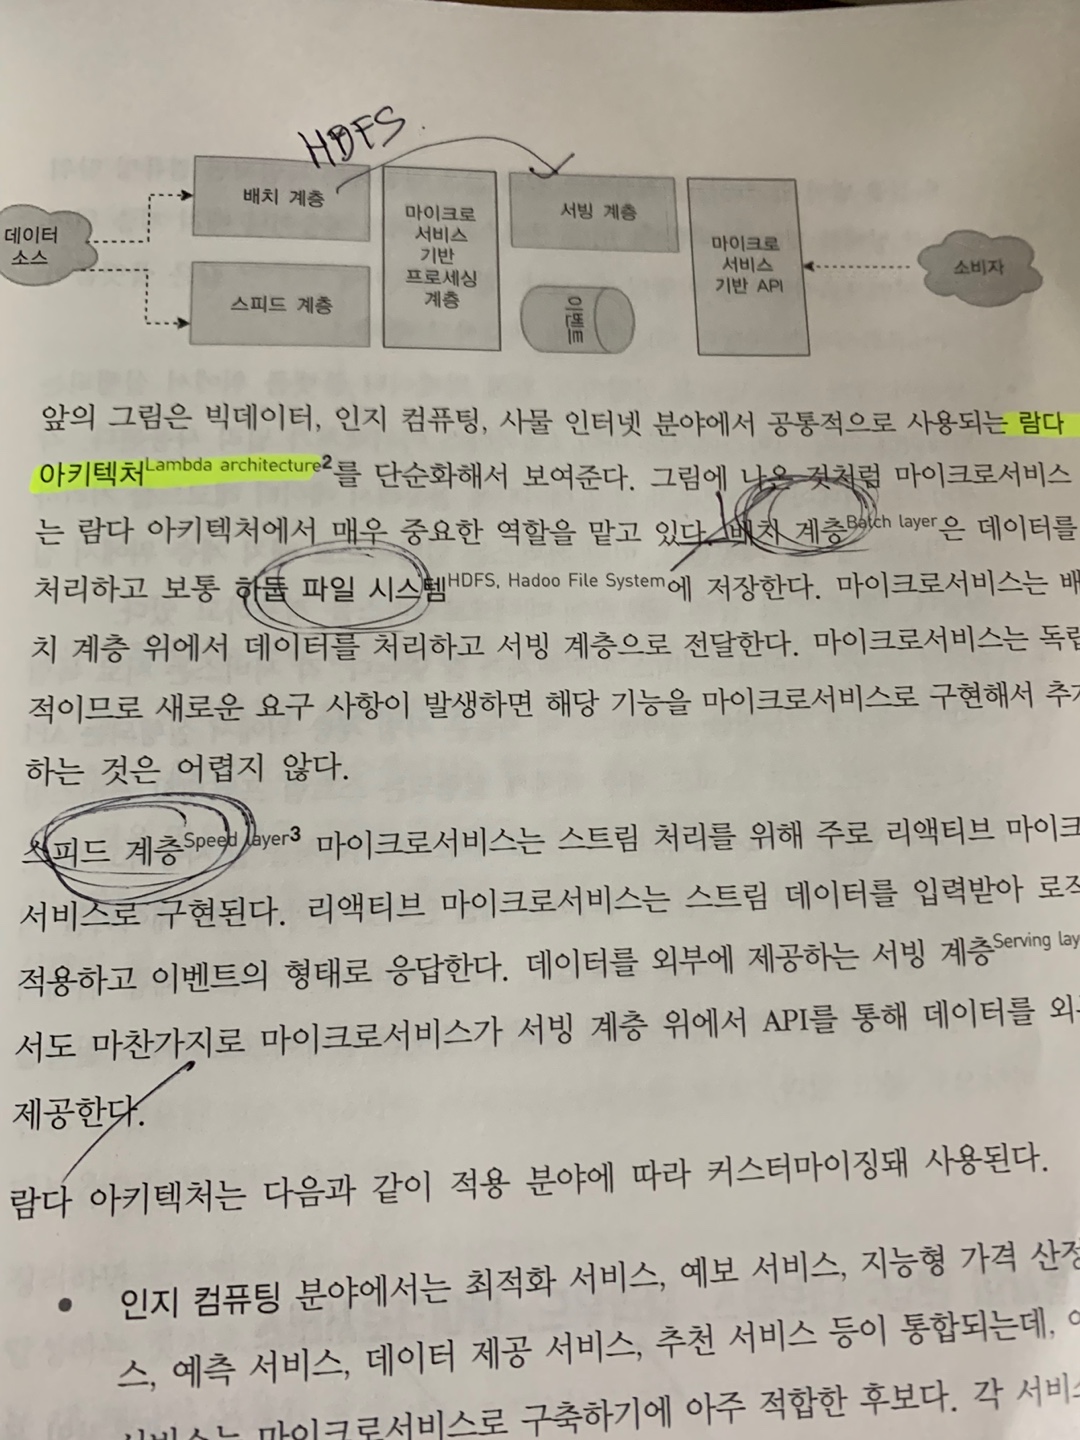 HDFS
배치 계층
데이터
소스
스피드 계층
마이크로
서비스
기반
프로세싱
계층
서빙 계층
이벤트
마이크로
서비스
기반 API
소비자
앞의 그림은 빅데이터, 인지 컴퓨팅, 사물 인터넷 분야에서 공통적으로 사용되는 람다
아키텍처Lambda architecture2를 단순화해서 보여준다. 그림에 나온 것처럼 마이크로서비스
는 람다 아키텍처에서 매우 중요한 역할을 맡고 있다. 배치 계층Batch layer은 데이터를
처리하고 보통 하둡 파일 시스템HDFS, Hadoo File System에 저장한다. 마이크로서비스는 배
치 계층 위에서 데이터를 처리하고 서빙 계층으로 전달한다. 마이크로서비스는 독립
적이므로 새로운 요구 사항이 발생하면 해당 기능을 마이크로서비스로 구현해서 추가
하는 것은 어렵지 않다.
스피드 계층Speed layer3 마이크로서비스는 스트림 처리를 위해 주로 리액티브 마이크
서비스로 구현된다. 리액티브 마이크로서비스는 스트림 데이터를 입력받아 로직
적용하고 이벤트의 형태로 응답한다. 데이터를 외부에 제공하는 서빙 계층Serving lay
서도 마찬가지로 마이크로서비스가 서빙 계층 위에서 API를 통해 데이터를
제공한다.
람다 아키텍처는 다음과 같이 적용 분야에 따라 커스터마이징돼 사용된다.
• 인지 컴퓨팅 분야에서는 최적화 서비스, 예보 서비스, 지능형 가격 산정
스, 예측 서비스, 데이터 제공 서비스, 추천 서비스 등이 통합되는데,
서비스는 마이크로서비스로 구축하기에 아주 적합한 후보다. 각